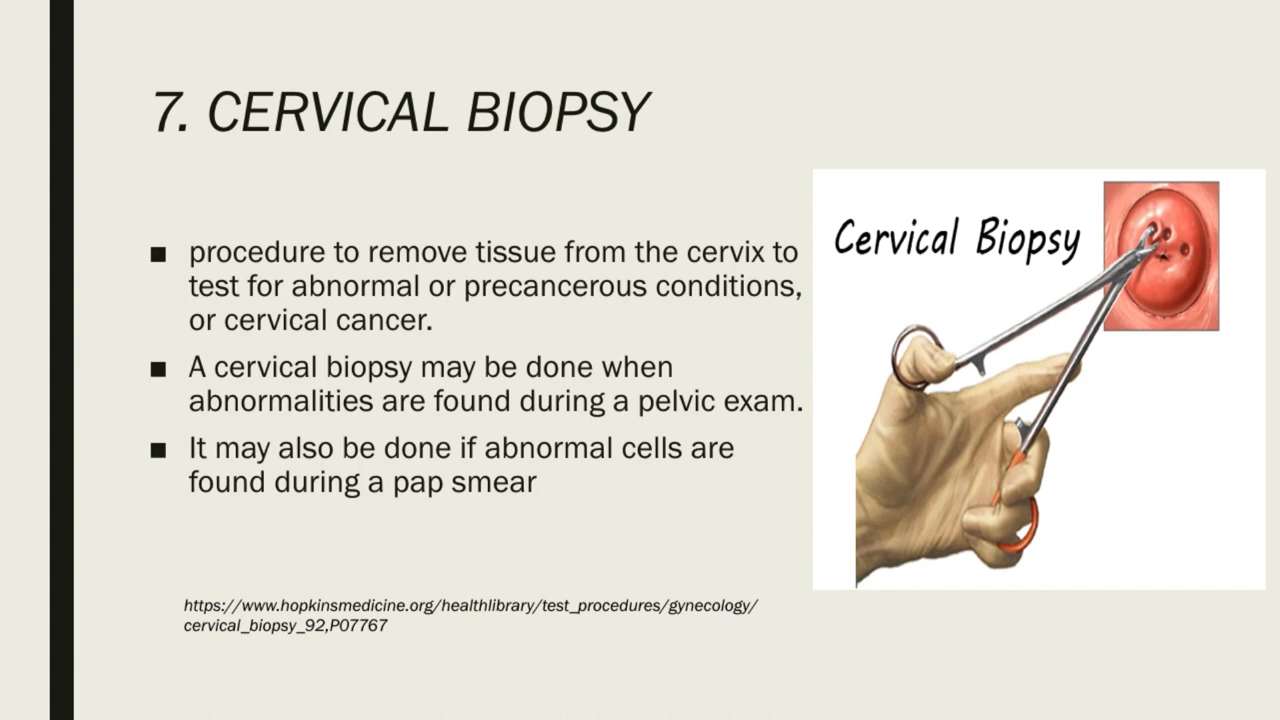 7. CERVICAL BIOPSY
■ procedure to remove tissue from the cervix to
test for abnormal or precancerous conditions,
or cervical cancer.
■ A cervical biopsy may be done when
abnormalities are found during a pelvic exam.
■ It may also be done if abnormal cells are
found during a pap smear
Cervical Biopsy
https://www.hopkinsmedicine.org/healthlibrary/test_procedures/gynecology/
cervical_biopsy_92,P07767